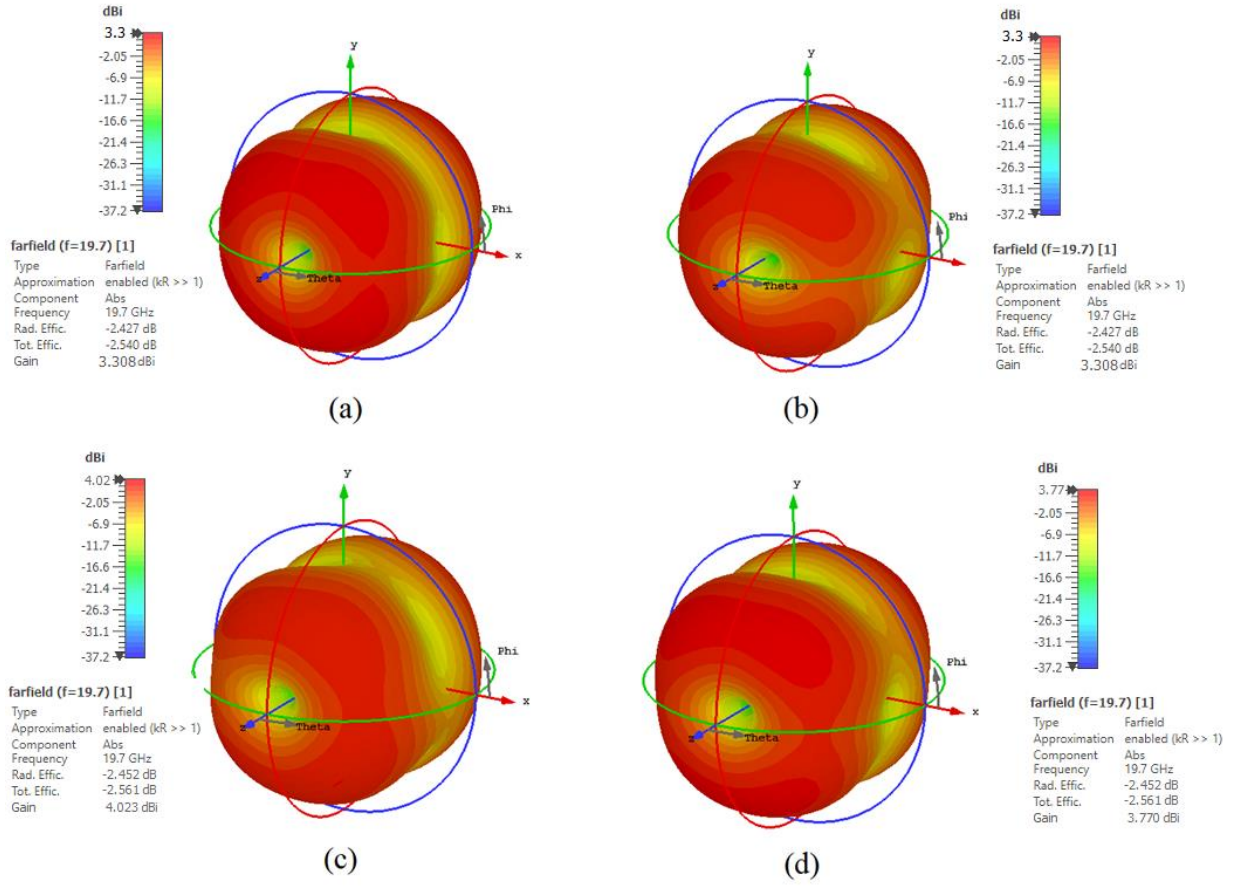 dBi
3.3
-2.05
-6.9
-11.7
-16.6
-21.4
-26.3
-31.1
-37.2
farfield (f=19.7) [1]
Type Farfield
Approximation enabled (kR >> 1)
Component Abs
Frequency 19.7 GHz
Rad. Effic. -2.427 dB
Tot. Effic. -2.540 dB
Gain 3.308 dBi
y
Phi
x
z
Theta
(a)
dBi
3.3
-2.05
-6.9
-11.7
-16.6
-21.4
-26.3
-31.1
-37.2
farfield (f=19.7) [1]
Type Farfield
Approximation enabled (kR >> 1)
Component Abs
Frequency 19.7 GHz
Rad. Effic. -2.427 dB
Tot. Effic. -2.540 dB
Gain 3.308 dBi
y
Phi
z
Theta
(b)
dBi
4.02
-2.05
-6.9
-11.7
-16.6
-21.4
-26.3
-31.1
-37.2
farfield (f=19.7) [1]
Type Farfield
Approximation enabled (kR >> 1)
Component Abs
Frequency 19.7 GHz
Rad. Effic. -2.452 dB
Tot. Effic. -2.561 dB
Gain 4.023 dBi
y
Phi
x
z
Theta
(c)
dBi
3.77
-2.05
-6.9
-11.7
-16.6
-21.4
-26.3
-31.1
-37.2
farfield (f=19.7) [1]
Type Farfield
Approximation enabled (kR >> 1)
Component Abs
Frequency 19.7 GHz
Rad. Effic. -2.452 dB
Tot. Effic. -2.561 dB
Gain 3.770 dBi
y
Phi
x
z
Theta
(d)